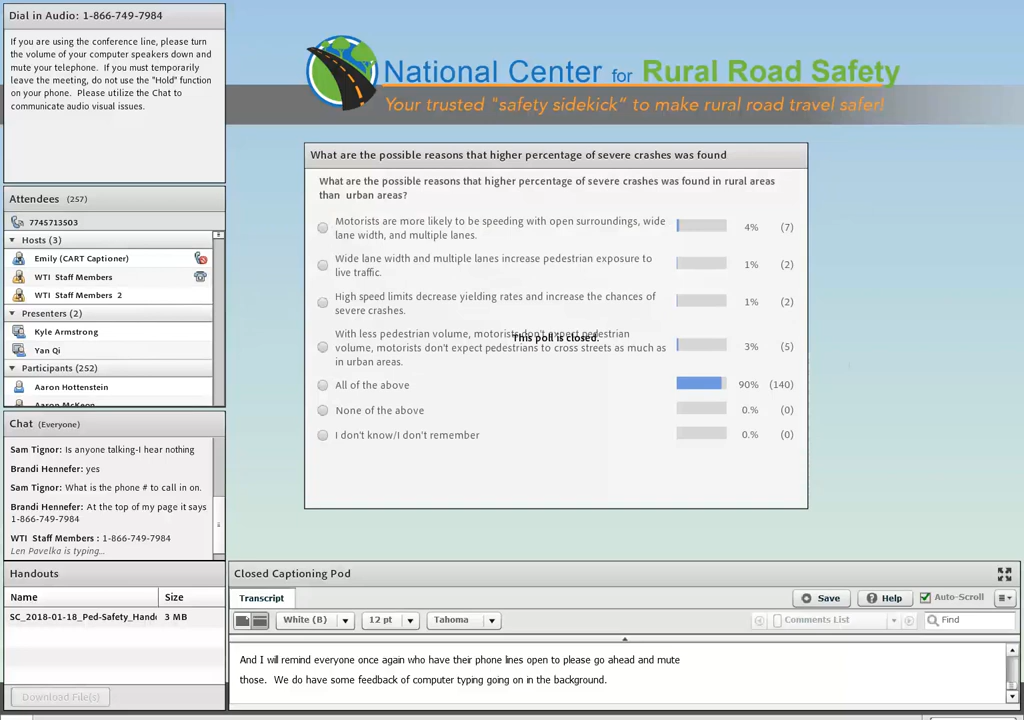 Dial in Audio: 1-866-749-7984
If you are using the conference line, please turn
the volume of your computer speakers down and
mute your telephone. If you must temporarily
leave the meeting, do not use the "Hold" function
on your phone. Please utilize the Chat to
communicate audio visual issues.
National Center for Rural Road Safety
Your trusted "safety sidekick" to make rural road travel safer!
What are the possible reasons that higher percentage of severe crashes was found
What are the possible reasons that higher percentage of severe crashes was found in rural areas
than urban areas?
Motorists are more likely to be speeding with open surroundings, wide
lane width, and multiple lanes.
4% (7)
Wide lane width and multiple lanes increase pedestrian exposure to
live traffic.
1% (2)
High speed limits decrease yielding rates and increase the chances of
severe crashes.
1% (2)
With less pedestrian volume, motorists don't expect pedestrian
volume, motorists don't expect pedestrians to cross streets as much as
in urban areas.
3% (5)
This poll is closed.
All of the above 90% (140)
None of the above 0.% (0)
I don't know/I don't remember 0.% (0)
Attendees (257)
7745713503
Hosts (3)
Emily (CART Captioner)
WTI Staff Members
WTI Staff Members 2
Presenters (2)
Kyle Armstrong
Yan Qi
Participants (252)
Aaron Hottenstein
Aaron McKeon
Chat (Everyone)
Sam Tignor: Is anyone talking-I hear nothing
Brandi Hennefer: yes
Sam Tignor: What is the phone # to call in on.
Brandi Hennefer: At the top of my page it says
1-866-749-7984
WTI Staff Members : 1-866-749-7984
Len Pavelka is typing...
Handouts
Name Size
SC_2018-01-18_Ped-Safety_Hando 3 MB
Download File(s)
Closed Captioning Pod
Transcript Save Help Auto-Scroll
White (B) 12 pt Tahoma Comments List Find
And I will remind everyone once again who have their phone lines open to please go ahead and mute
those. We do have some feedback of computer typing going on in the background.